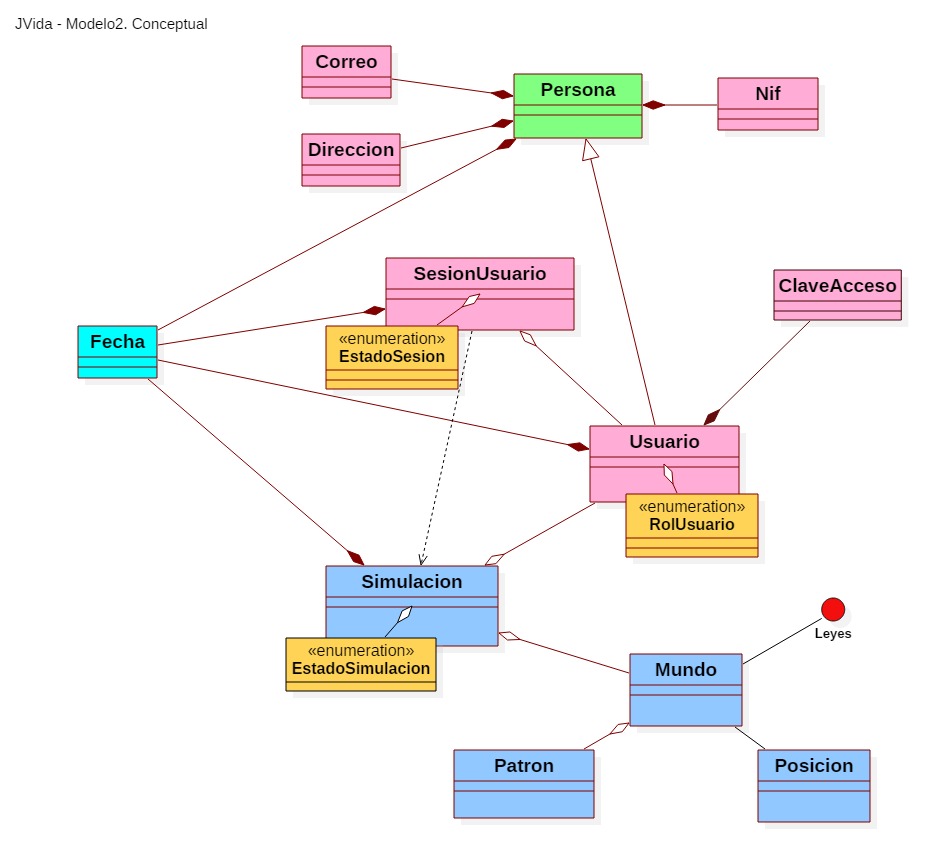 JVida - Modelo2. Conceptual
Correo
Persona
Nif
Direccion
SesionUsuario
ClaveAcceso
Fecha
«enumeration»
EstadoSesion
Usuario
«enumeration»
RolUsuario
Simulacion
Leyes
«enumeration»
EstadoSimulacion
Mundo
Patron
Posicion